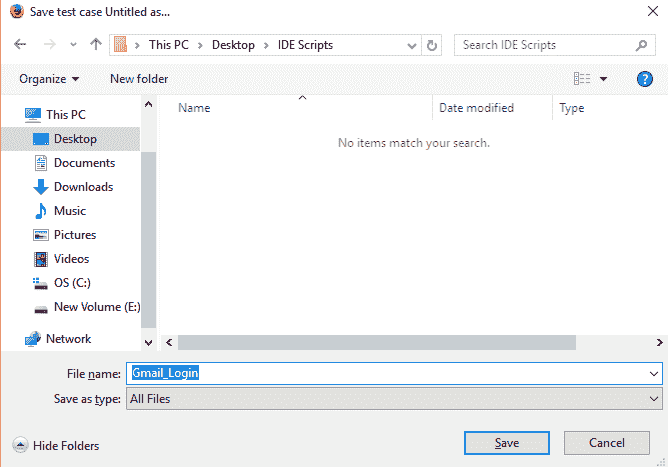 Save test case Untitled as...
This PC > Desktop > IDE Scripts
Search IDE Scripts
Organize
New folder
?
Name
Date modified
Type
No items match your search.
This PC
Desktop
Documents
Downloads
Music
Pictures
Videos
OS (C:)
New Volume (E:)
Network
File name: Gmail_Login
Save as type: All Files
Hide Folders
Save
Cancel